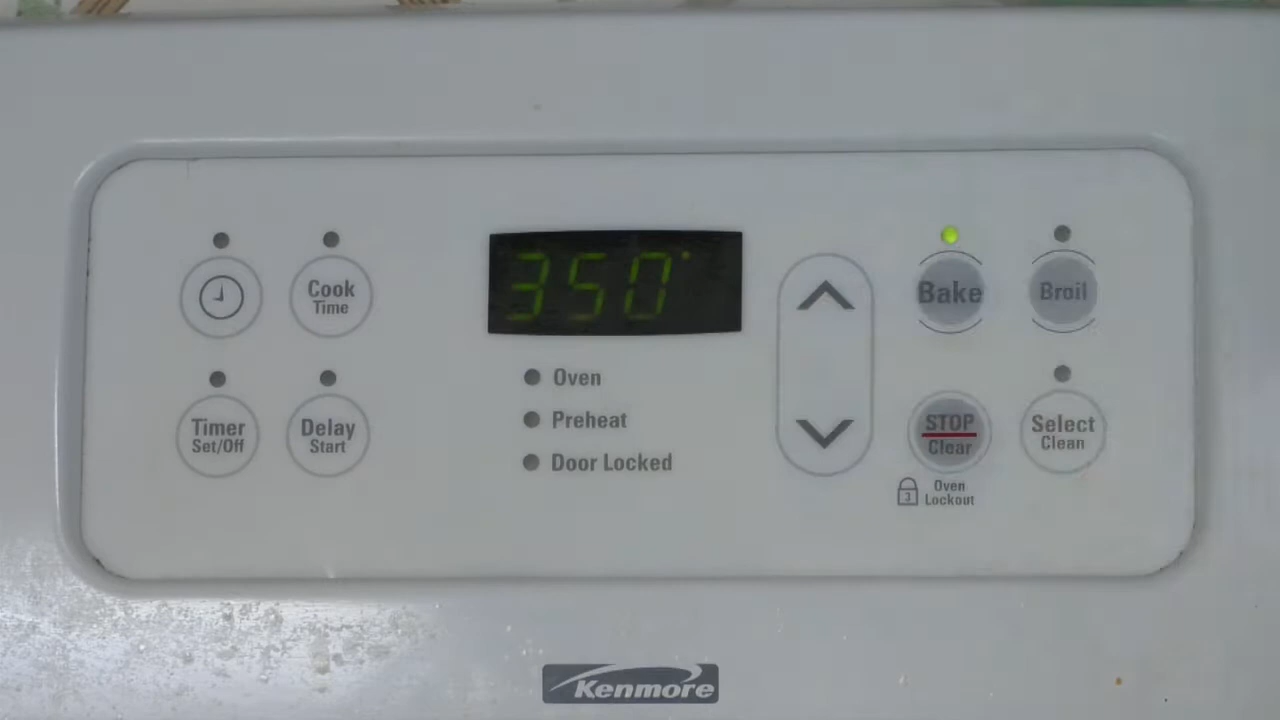 350°
Cook
Time
Bake
Broil
Oven
Preheat
Door Locked
Timer
Set/Off
Delay
Start
STOP
Clear
Select
Clean
3
Oven
Lockout
Kenmore